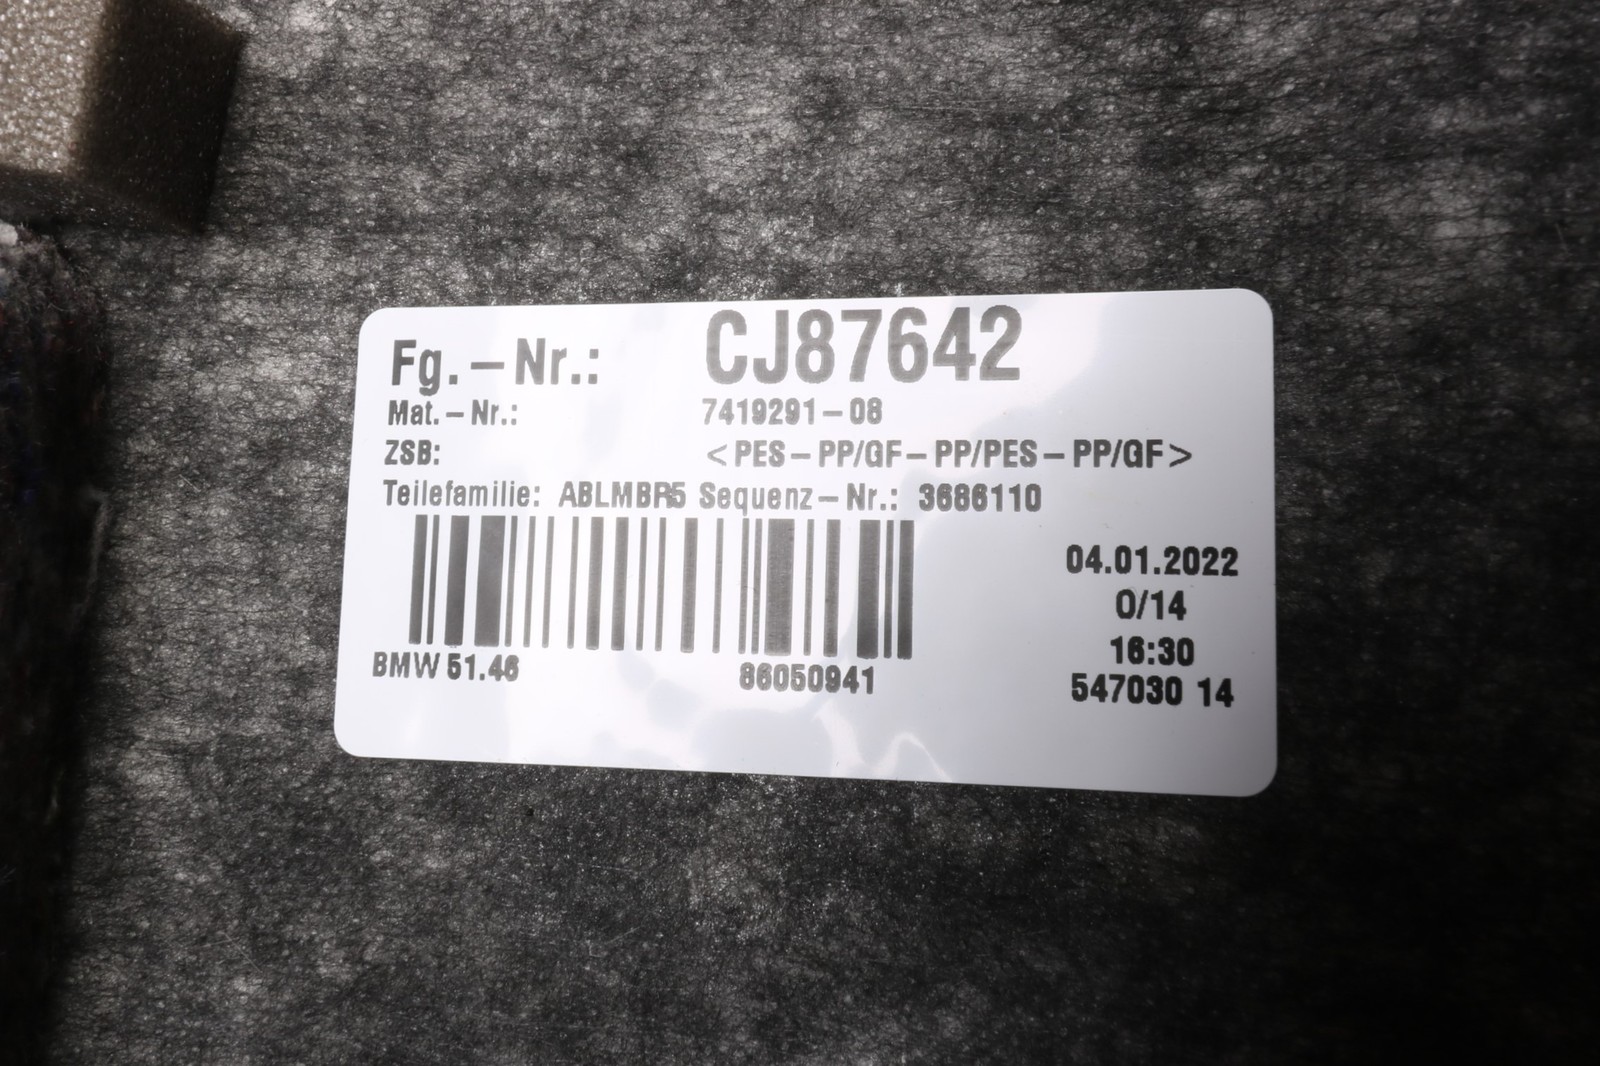 Fg.-Nr.: CJ87642
Mat.-Nr.: 7419291-08
ZSB: <PES-PP/GF-PP/PES-PP/GF>
Teilefamilie: ABLMBR5 Sequenz-Nr.: 3686110
04.01.2022
0/14
16:30
BMW 51.46 86050941 547030 14